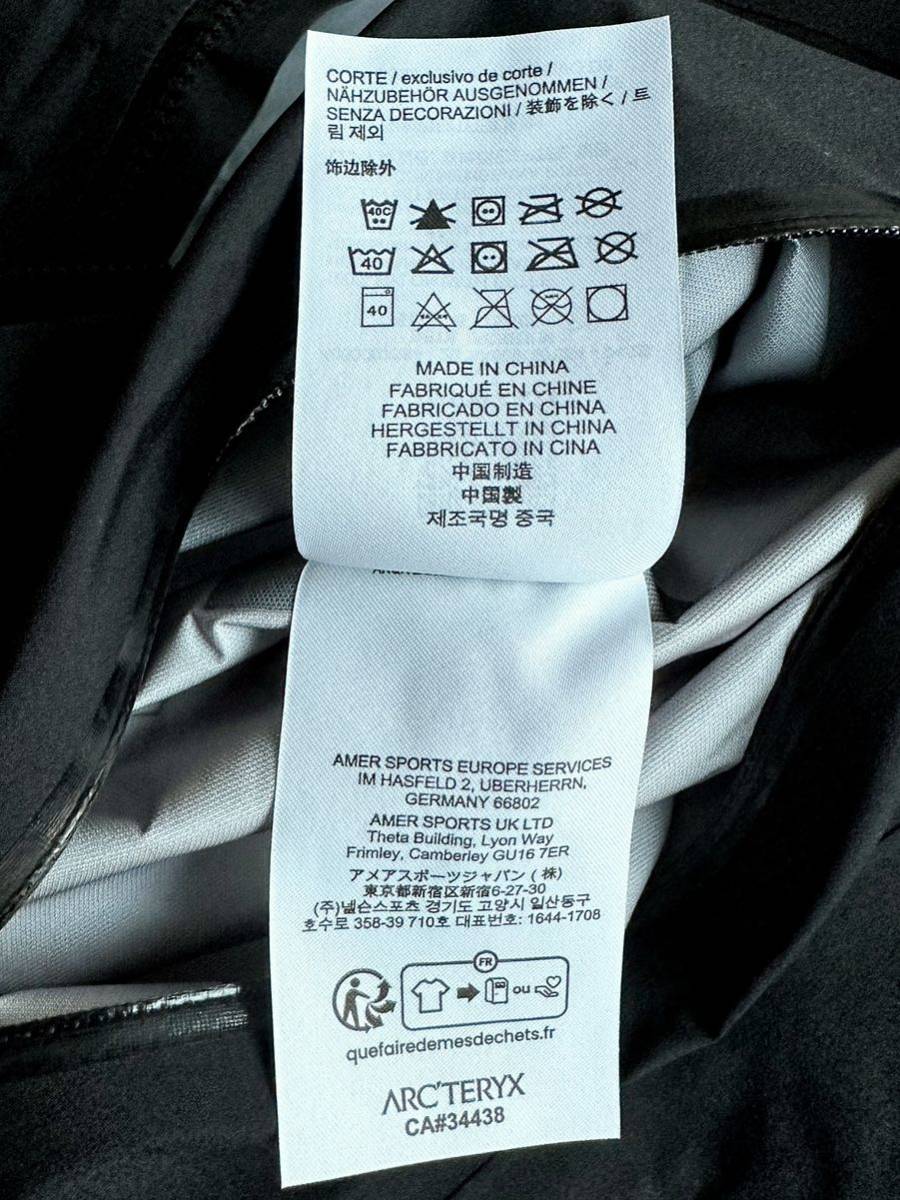 CORTE / exclusivo de corte /
NÄHZUBEHÖR AUSGENOMMEN /
SENZA DECORAZIONI / 装飾を除く / 트
림 제외
饰边除外
40C
40
40
MADE IN CHINA
FABRIQUÉ EN CHINE
FABRICADO EN CHINA
HERGESTELLT IN CHINA
FABBRICATO IN CINA
中国制造
中国製
제조국명 중국
AMER SPORTS EUROPE SERVICES
IM HASFELD 2, UBERHERRN,
GERMANY 66802
AMER SPORTS UK LTD
Theta Building, Lyon Way
Frimley, Camberley GU16 7ER
アメアスポーツジャパン (株)
東京都新宿区新宿6-27-30
(주)넬슨스포츠 경기도 고양시 일산동구
호수로 358-39 710호 대표번호: 1644-1708
FR
ou
quefairedemesdechets.fr
ARC'TERYX
CA#34438